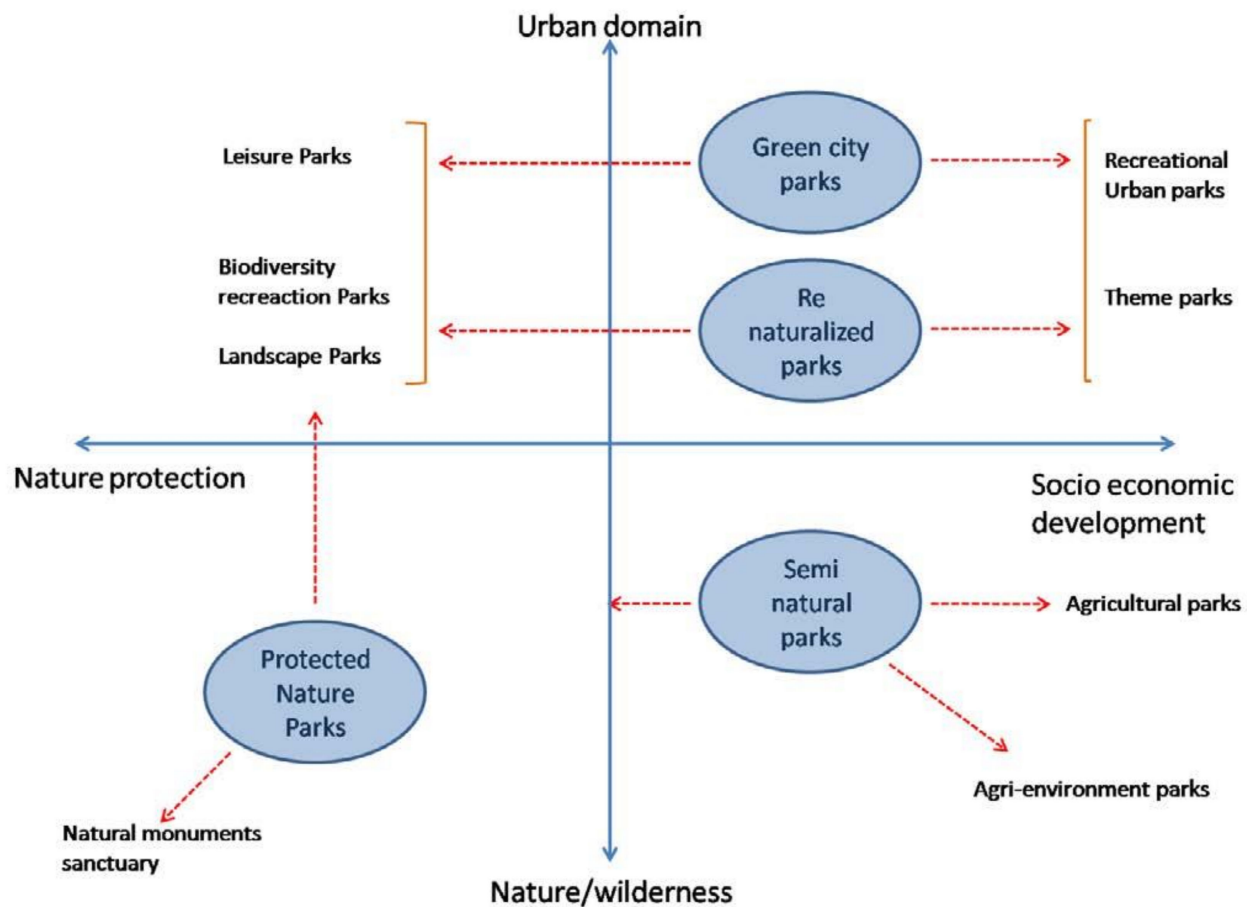 Urban domain
Leisure Parks
Green city
parks
Recreational
Urban parks
Biodiversity
recreaction Parks
Landscape Parks
Re
naturalized
parks
Theme parks
Nature protection
Socio economic
development
Semi
natural
parks
Agricultural parks
Protected
Nature
Parks
Agri-environment parks
Natural monuments
sanctuary
Nature/wilderness